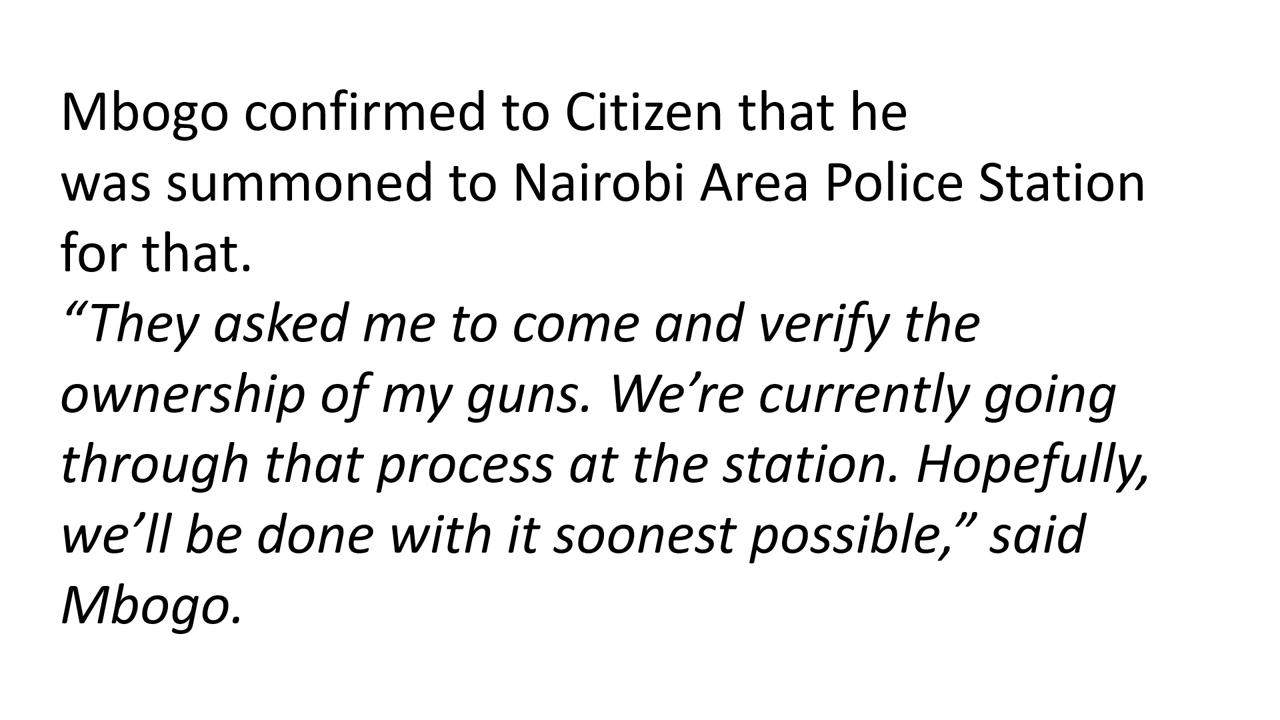 Mbogo confirmed to Citizen that he
was summoned to Nairobi Area Police Station
for that.
“They asked me to come and verify the
ownership of my guns. We’re currently going
through that process at the station. Hopefully,
we’ll be done with it soonest possible,” said
Mbogo.